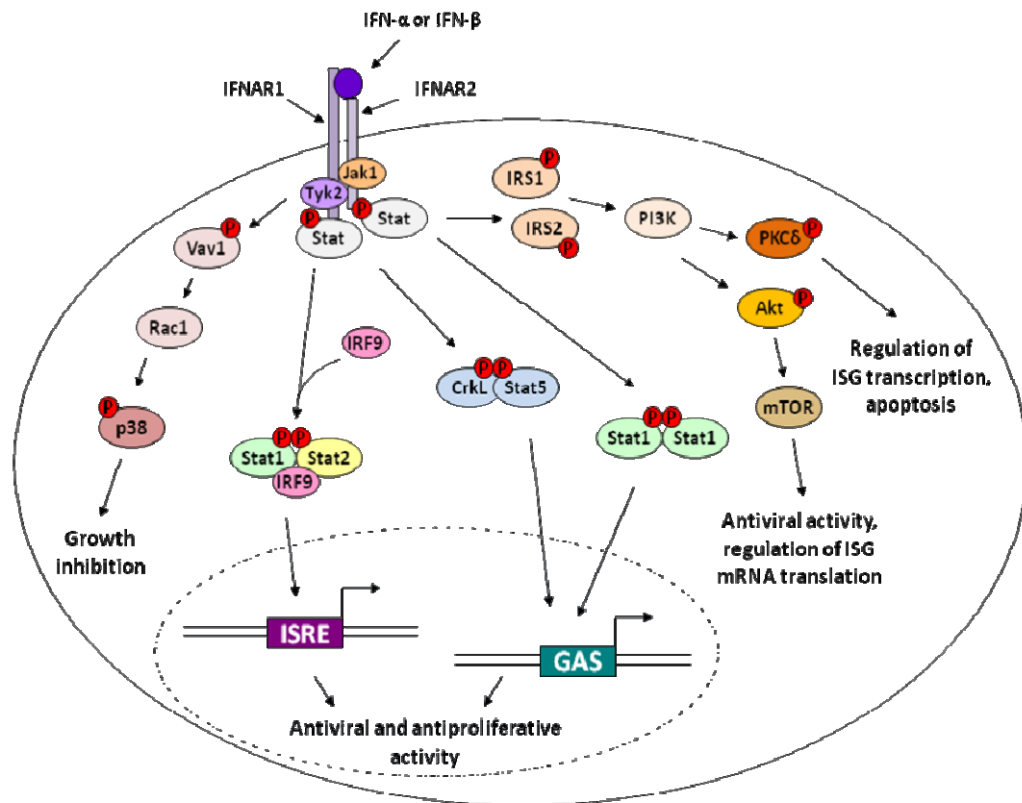 IFN-α or IFN-β
IFNAR1
IFNAR2
Jak1
Tyk2
P
P
Stat
Stat
P
Vav1
Rac1
P
p38
Growth
inhibition
IRF9
P P
Stat1
Stat2
IRF9
P P
CrkL
Stat5
P P
Stat1
Stat1
P
IRS1
IRS2
P
PI3K
P
PKCδ
P
Akt
mTOR
Regulation of
ISG transcription,
apoptosis
Antiviral activity,
regulation of ISG
mRNA translation
ISRE
GAS
Antiviral and antiproliferative
activity